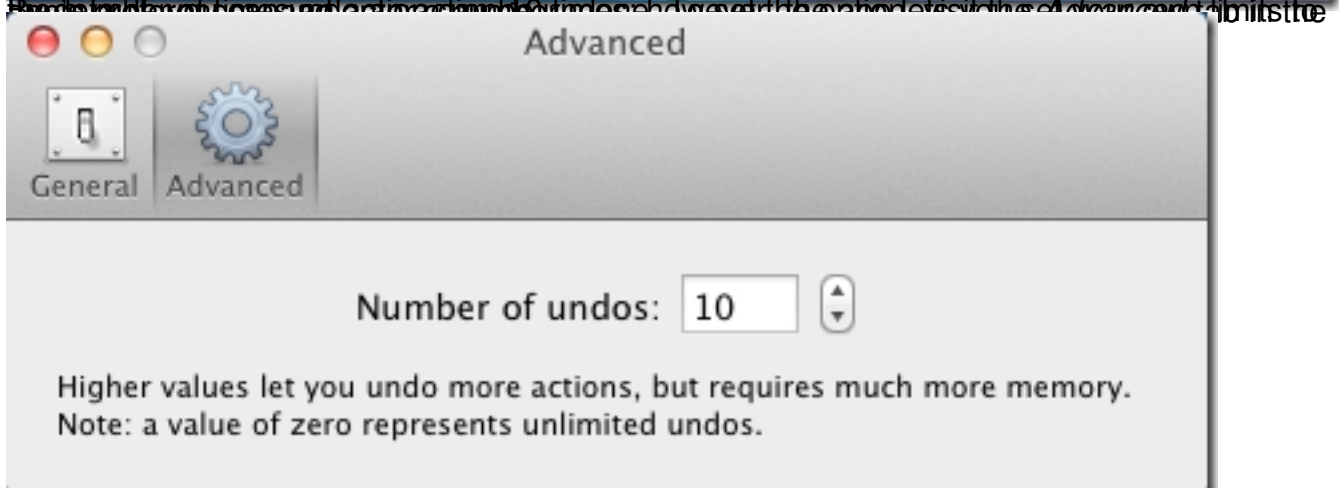 Advanced
General Advanced
Number of undos: 10
Higher values let you undo more actions, but requires much more memory.
Note: a value of zero represents unlimited undos.